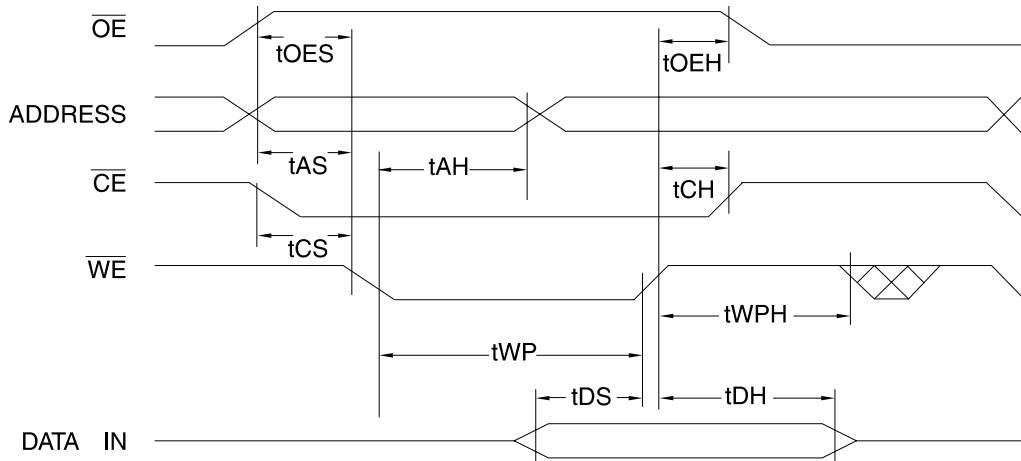 OE
tOES
tOEH
ADDRESS
tAS
tAH
tCH
CE
tCS
WE
tWPH
tWP
tDS
tDH
DATA IN